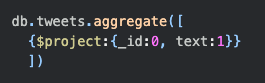 db.tweets.aggregate([
{$project:{_id:0, text:1}}
])